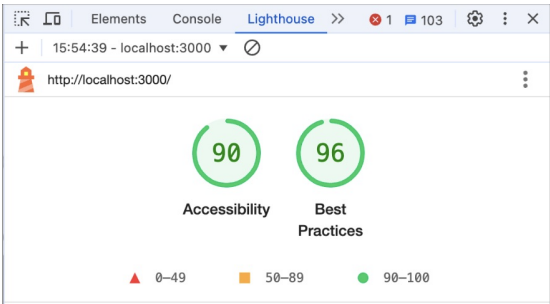 Elements Console Lighthouse 1 103
15:54:39 - localhost:3000
http://localhost:3000/
90 96
Accessibility Best
Practices
0–49 50–89 90–100